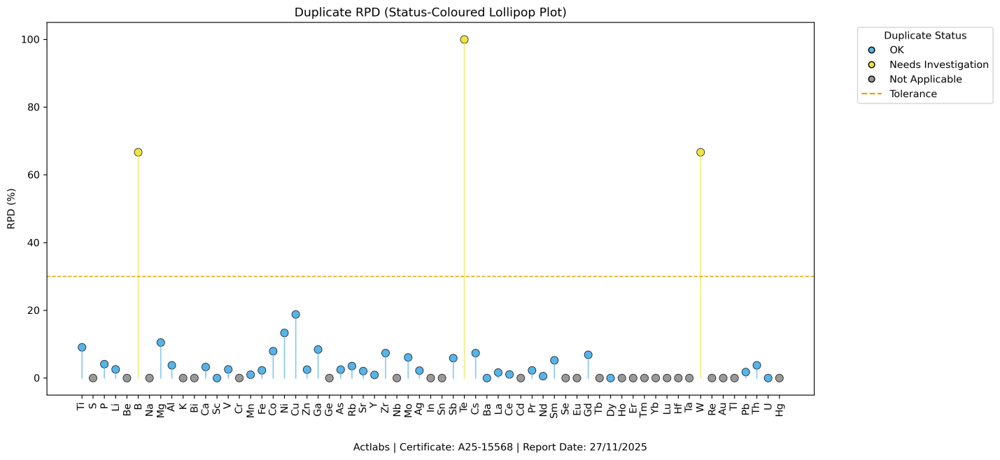 Duplicate RPD (Status-Coloured Lollipop Plot)
Duplicate Status
OK
Needs Investigation
Not Applicable
Tolerance
RPD (%)
100
80
60
40
20
0
Ti S P Li Be B Na Mg Al K Bi Ca Sc V Cr Mn Fe Co Ni Cu Zn Ga Ge As Rb Sr Y Zr Nb Mo Ag In Sn Sb Te Cs Ba La Ce Cd Pr Nd Sm Se Eu Gd Tb Dy Ho Er Tm Yb Lu Hf Ta W Re Au Tl Pb Th U Hg
Actlabs | Certificate: A25-15568 | Report Date: 27/11/2025